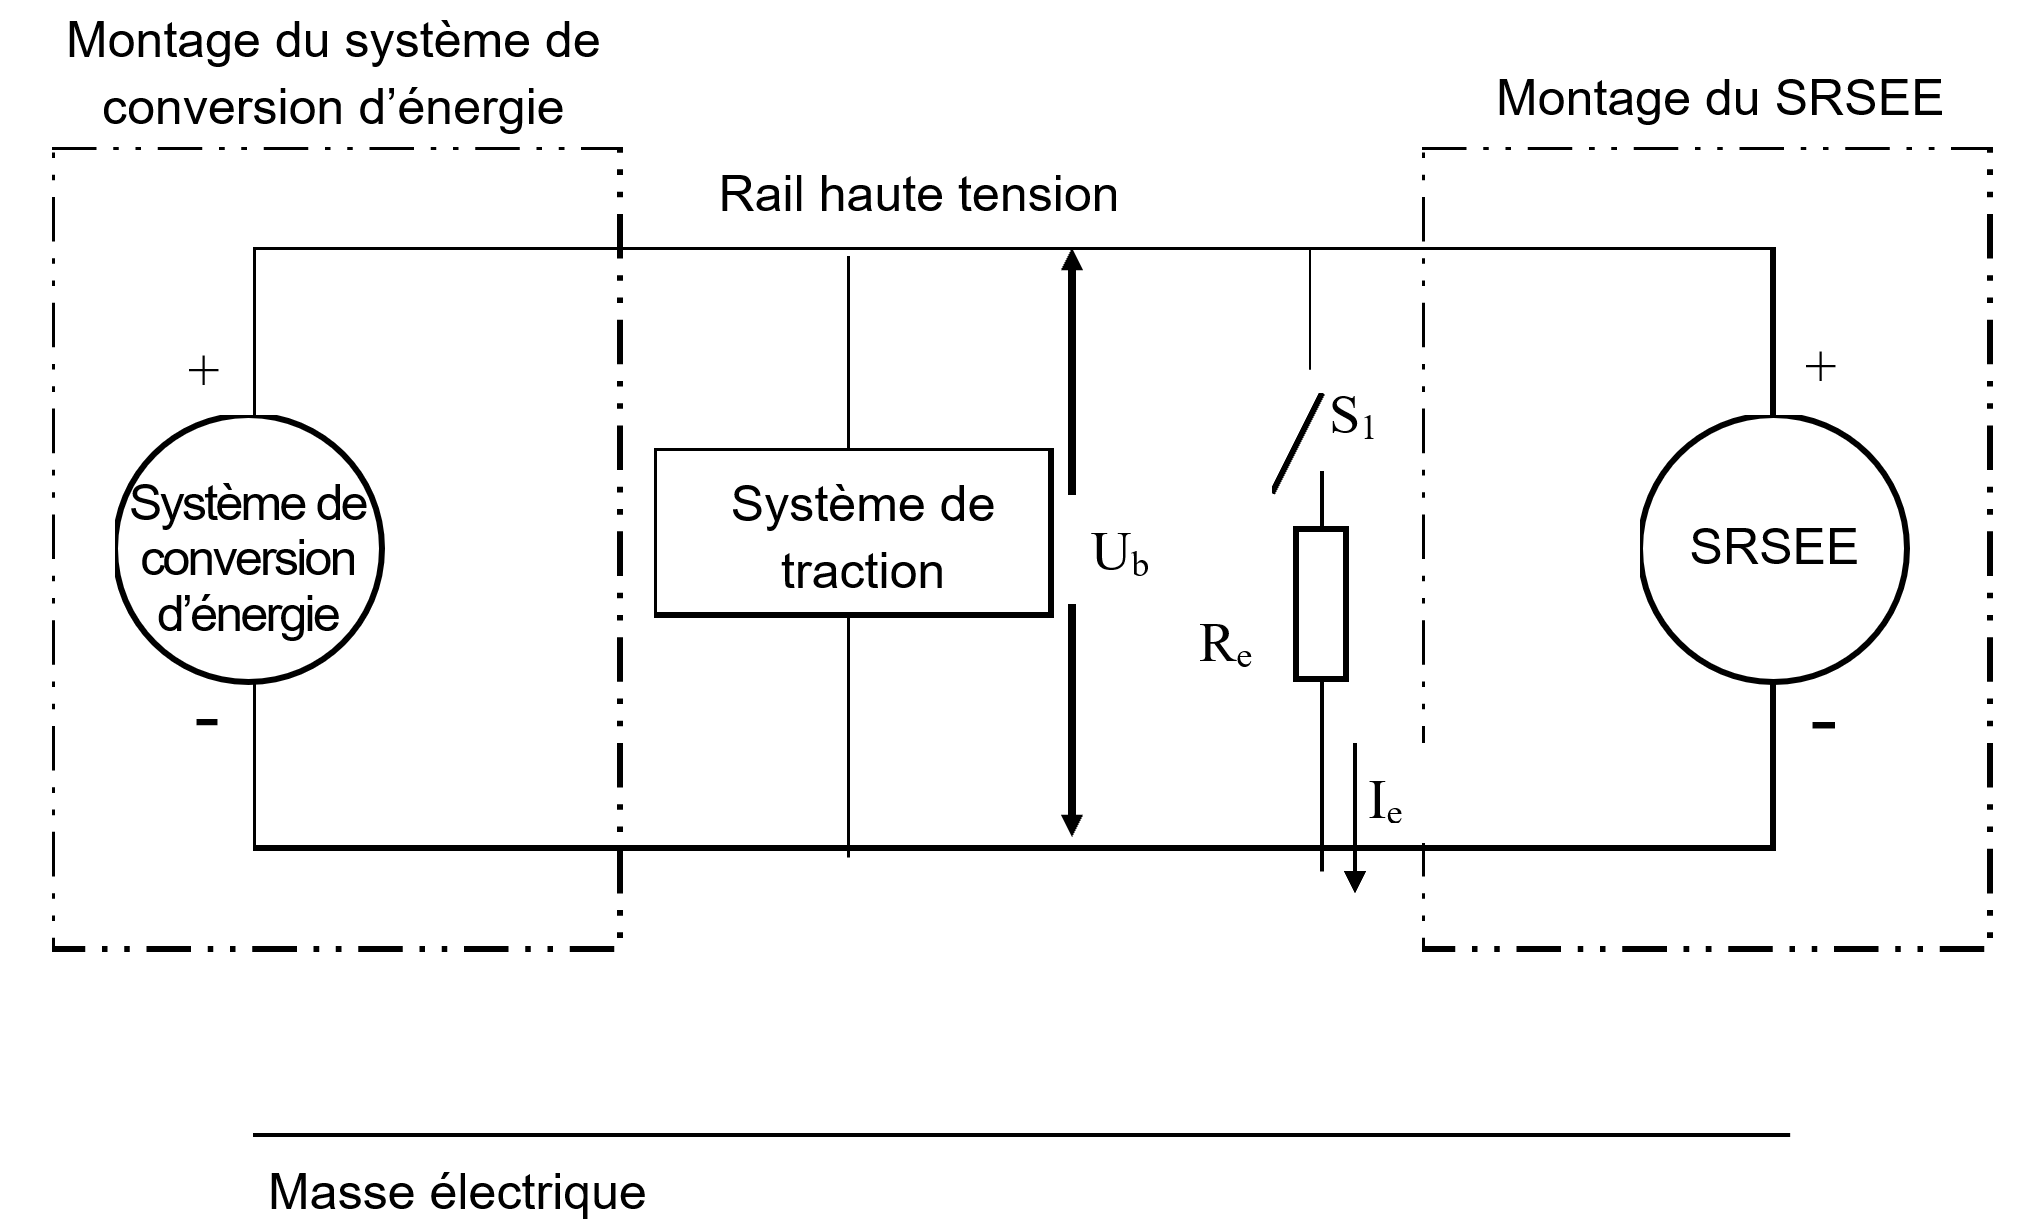 Montage du système de
conversion d’énergie
Montage du SRSEE
Rail haute tension
+
+
S1
Système de
conversion
d’énergie
Système de
traction
Ub
SRSEE
Re
-
-
Ie
Masse électrique